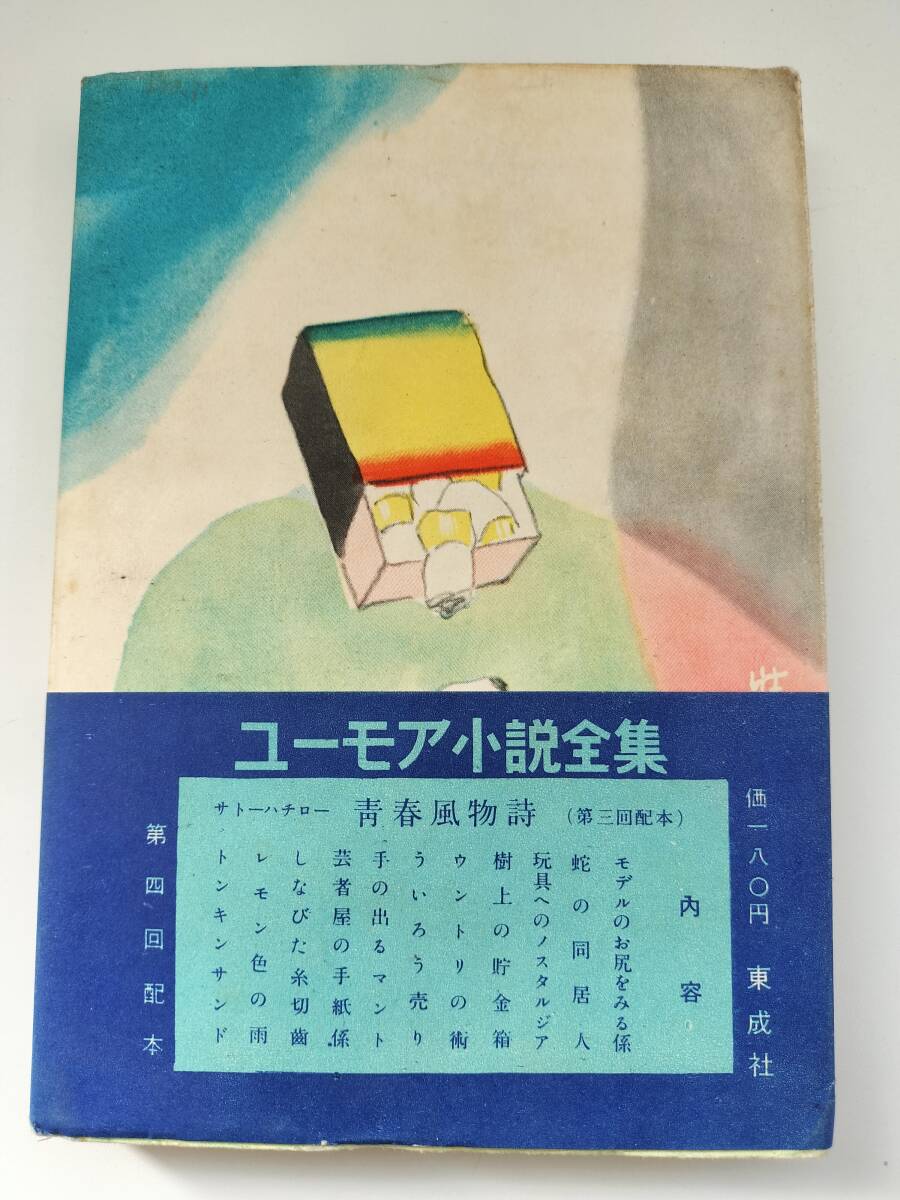 ユーモア小説全集
サトーハチロー 青春風物詩 (第三回配本)
内容
モデルのお尻をみる係
蛇の同居人
玩具へのノスタルジア
樹上の貯金箱
ウントリの術
ういろう売り
手の出るマント
芸者屋の手紙係
しなびた糸切齒
レモン色の雨
トンキンサンド
価一八〇円 東成社
第四回配本